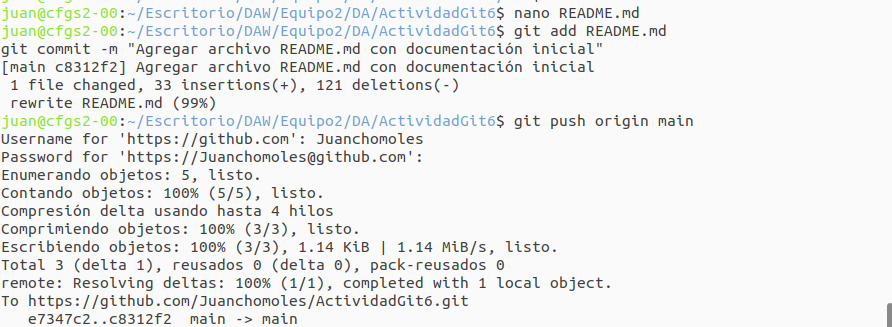 juan@cfgs2-00:~/Escritorio/DAW/Equipo2/DA/ActividadGit6$ nano README.md
juan@cfgs2-00:~/Escritorio/DAW/Equipo2/DA/ActividadGit6$ git add README.md
git commit -m "Agregar archivo README.md con documentación inicial"
[main c8312f2] Agregar archivo README.md con documentación inicial
 1 file changed, 33 insertions(+), 121 deletions(-)
 rewrite README.md (99%)
juan@cfgs2-00:~/Escritorio/DAW/Equipo2/DA/ActividadGit6$ git push origin main
Username for 'https://github.com': Juanchomoles
Password for 'https://Juanchomoles@github.com':
Enumerando objetos: 5, listo.
Contando objetos: 100% (5/5), listo.
Compresión delta usando hasta 4 hilos
Comprimiendo objetos: 100% (3/3), listo.
Escribiendo objetos: 100% (3/3), 1.14 KiB | 1.14 MiB/s, listo.
Total 3 (delta 1), reusados 0 (delta 0), pack-reusados 0
remote: Resolving deltas: 100% (1/1), completed with 1 local object.
To https://github.com/Juanchomoles/ActividadGit6.git
   e7347c2..c8312f2  main -> main